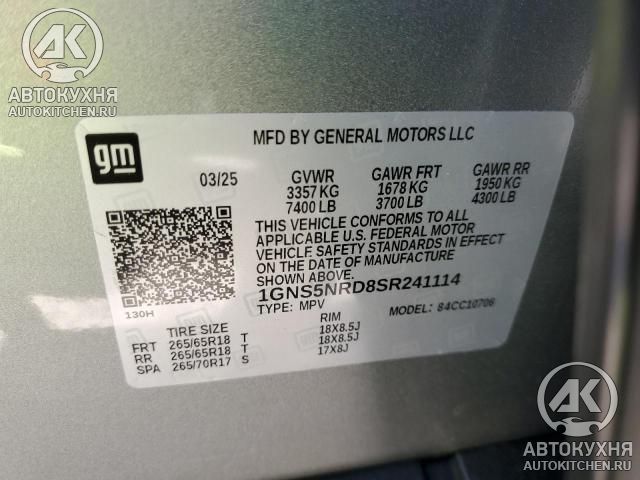 АК
АВТОКУХНЯ
AUTOKITCHEN.RU
gm
MFD BY GENERAL MOTORS LLC
03/25 GVWR GAWR FRT GAWR RR
3357 KG 1678 KG 1950 KG
7400 LB 3700 LB 4300 LB
THIS VEHICLE CONFORMS TO ALL
APPLICABLE U.S. FEDERAL MOTOR
VEHICLE SAFETY STANDARDS IN EFFECT
ON THE DATE OF MANUFACTURE
SHOWN ABOVE.
1GNS5NRD8SR241114
TYPE: MPV MODEL: 84CC10706
130H
TIRE SIZE RIM
FRT 265/65R18 T 18X8.5J
RR 265/65R18 T 18X8.5J
SPA 265/70R17 S 17X8J
АК
АВТОКУХНЯ
AUTOKITCHEN.RU